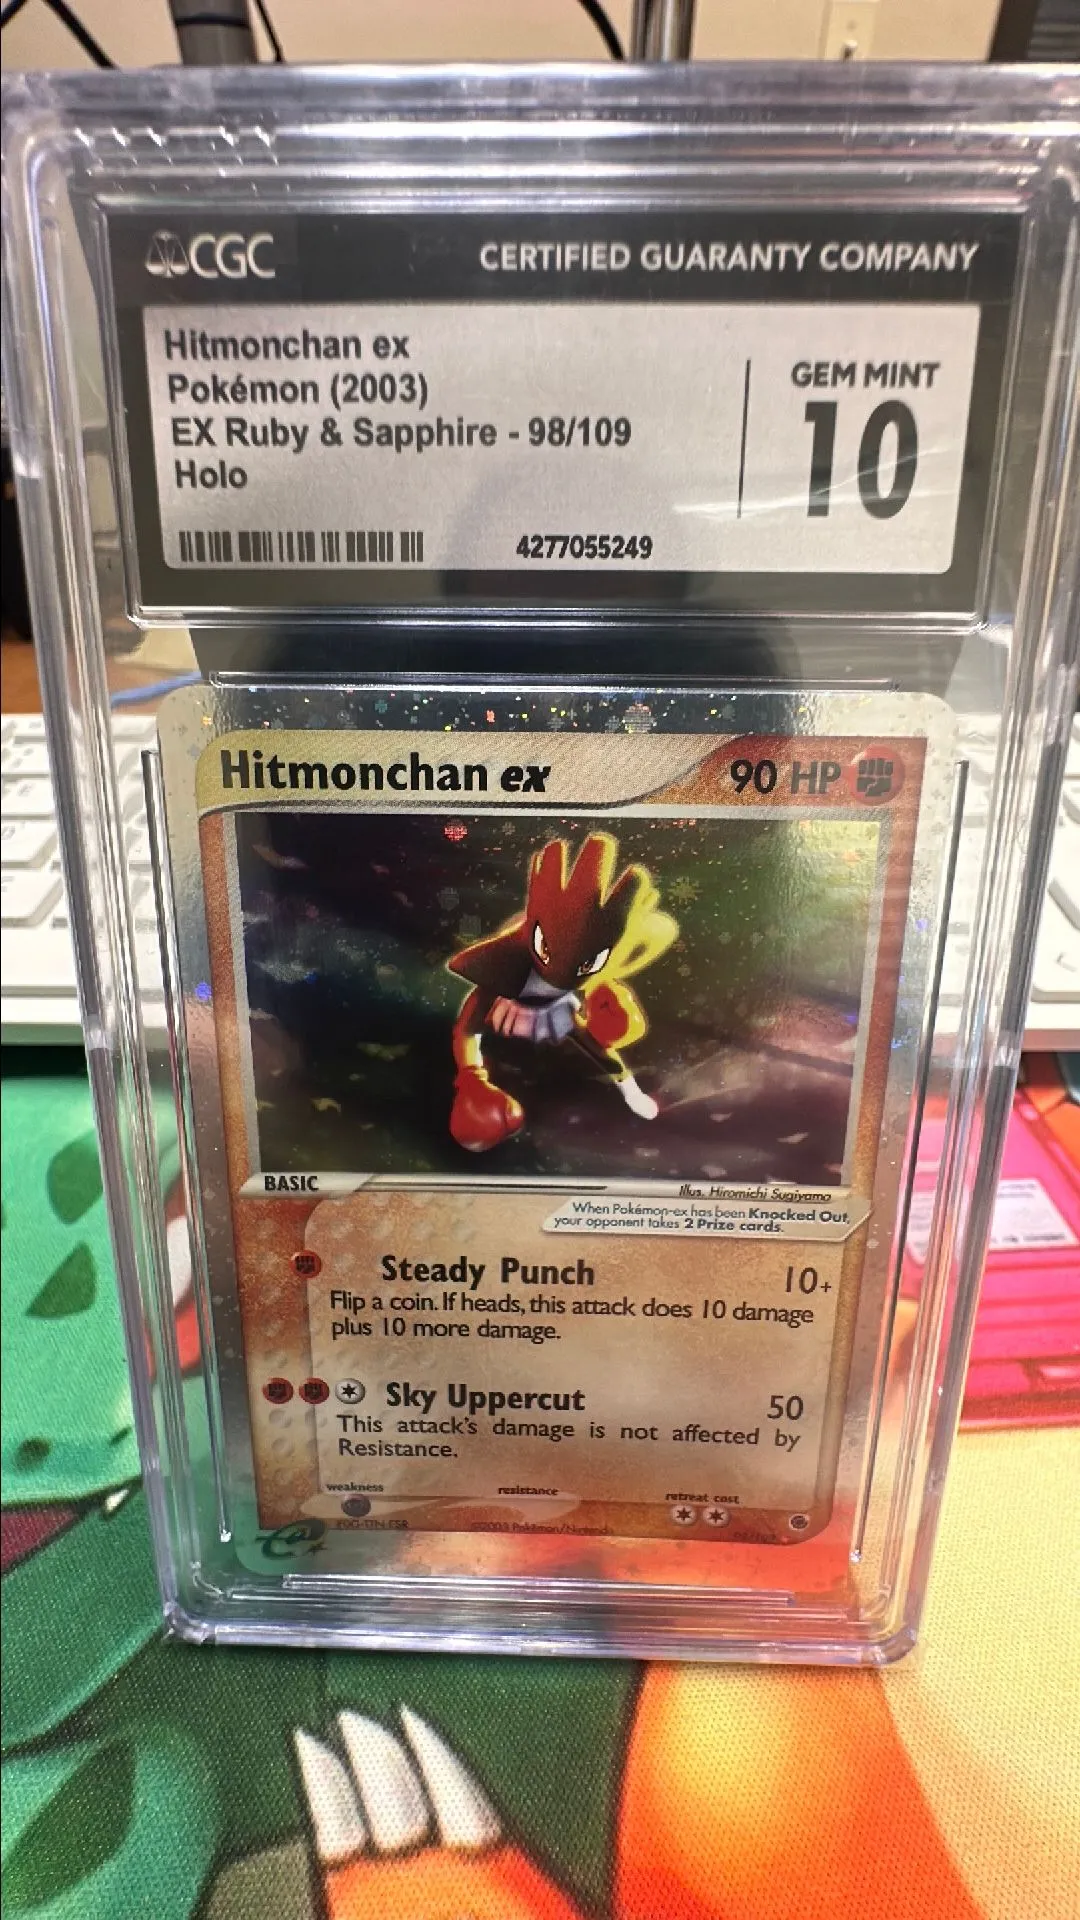 CGC CERTIFIED GUARANTY COMPANY
Hitmonchan ex
Pokémon (2003)
EX Ruby & Sapphire - 98/109
Holo
GEM MINT
10
4277055249
Hitmonchan ex 90 HP
BASIC
Illus. Hiromichi Sugiyama
When Pokémon-ex has been Knocked Out,
your opponent takes 2 Prize cards.
Steady Punch 10+
Flip a coin. If heads, this attack does 10 damage
plus 10 more damage.
Sky Uppercut 50
This attack's damage is not affected by
Resistance.
weakness resistance retreat cost
©2003 Pokémon/Nintendo